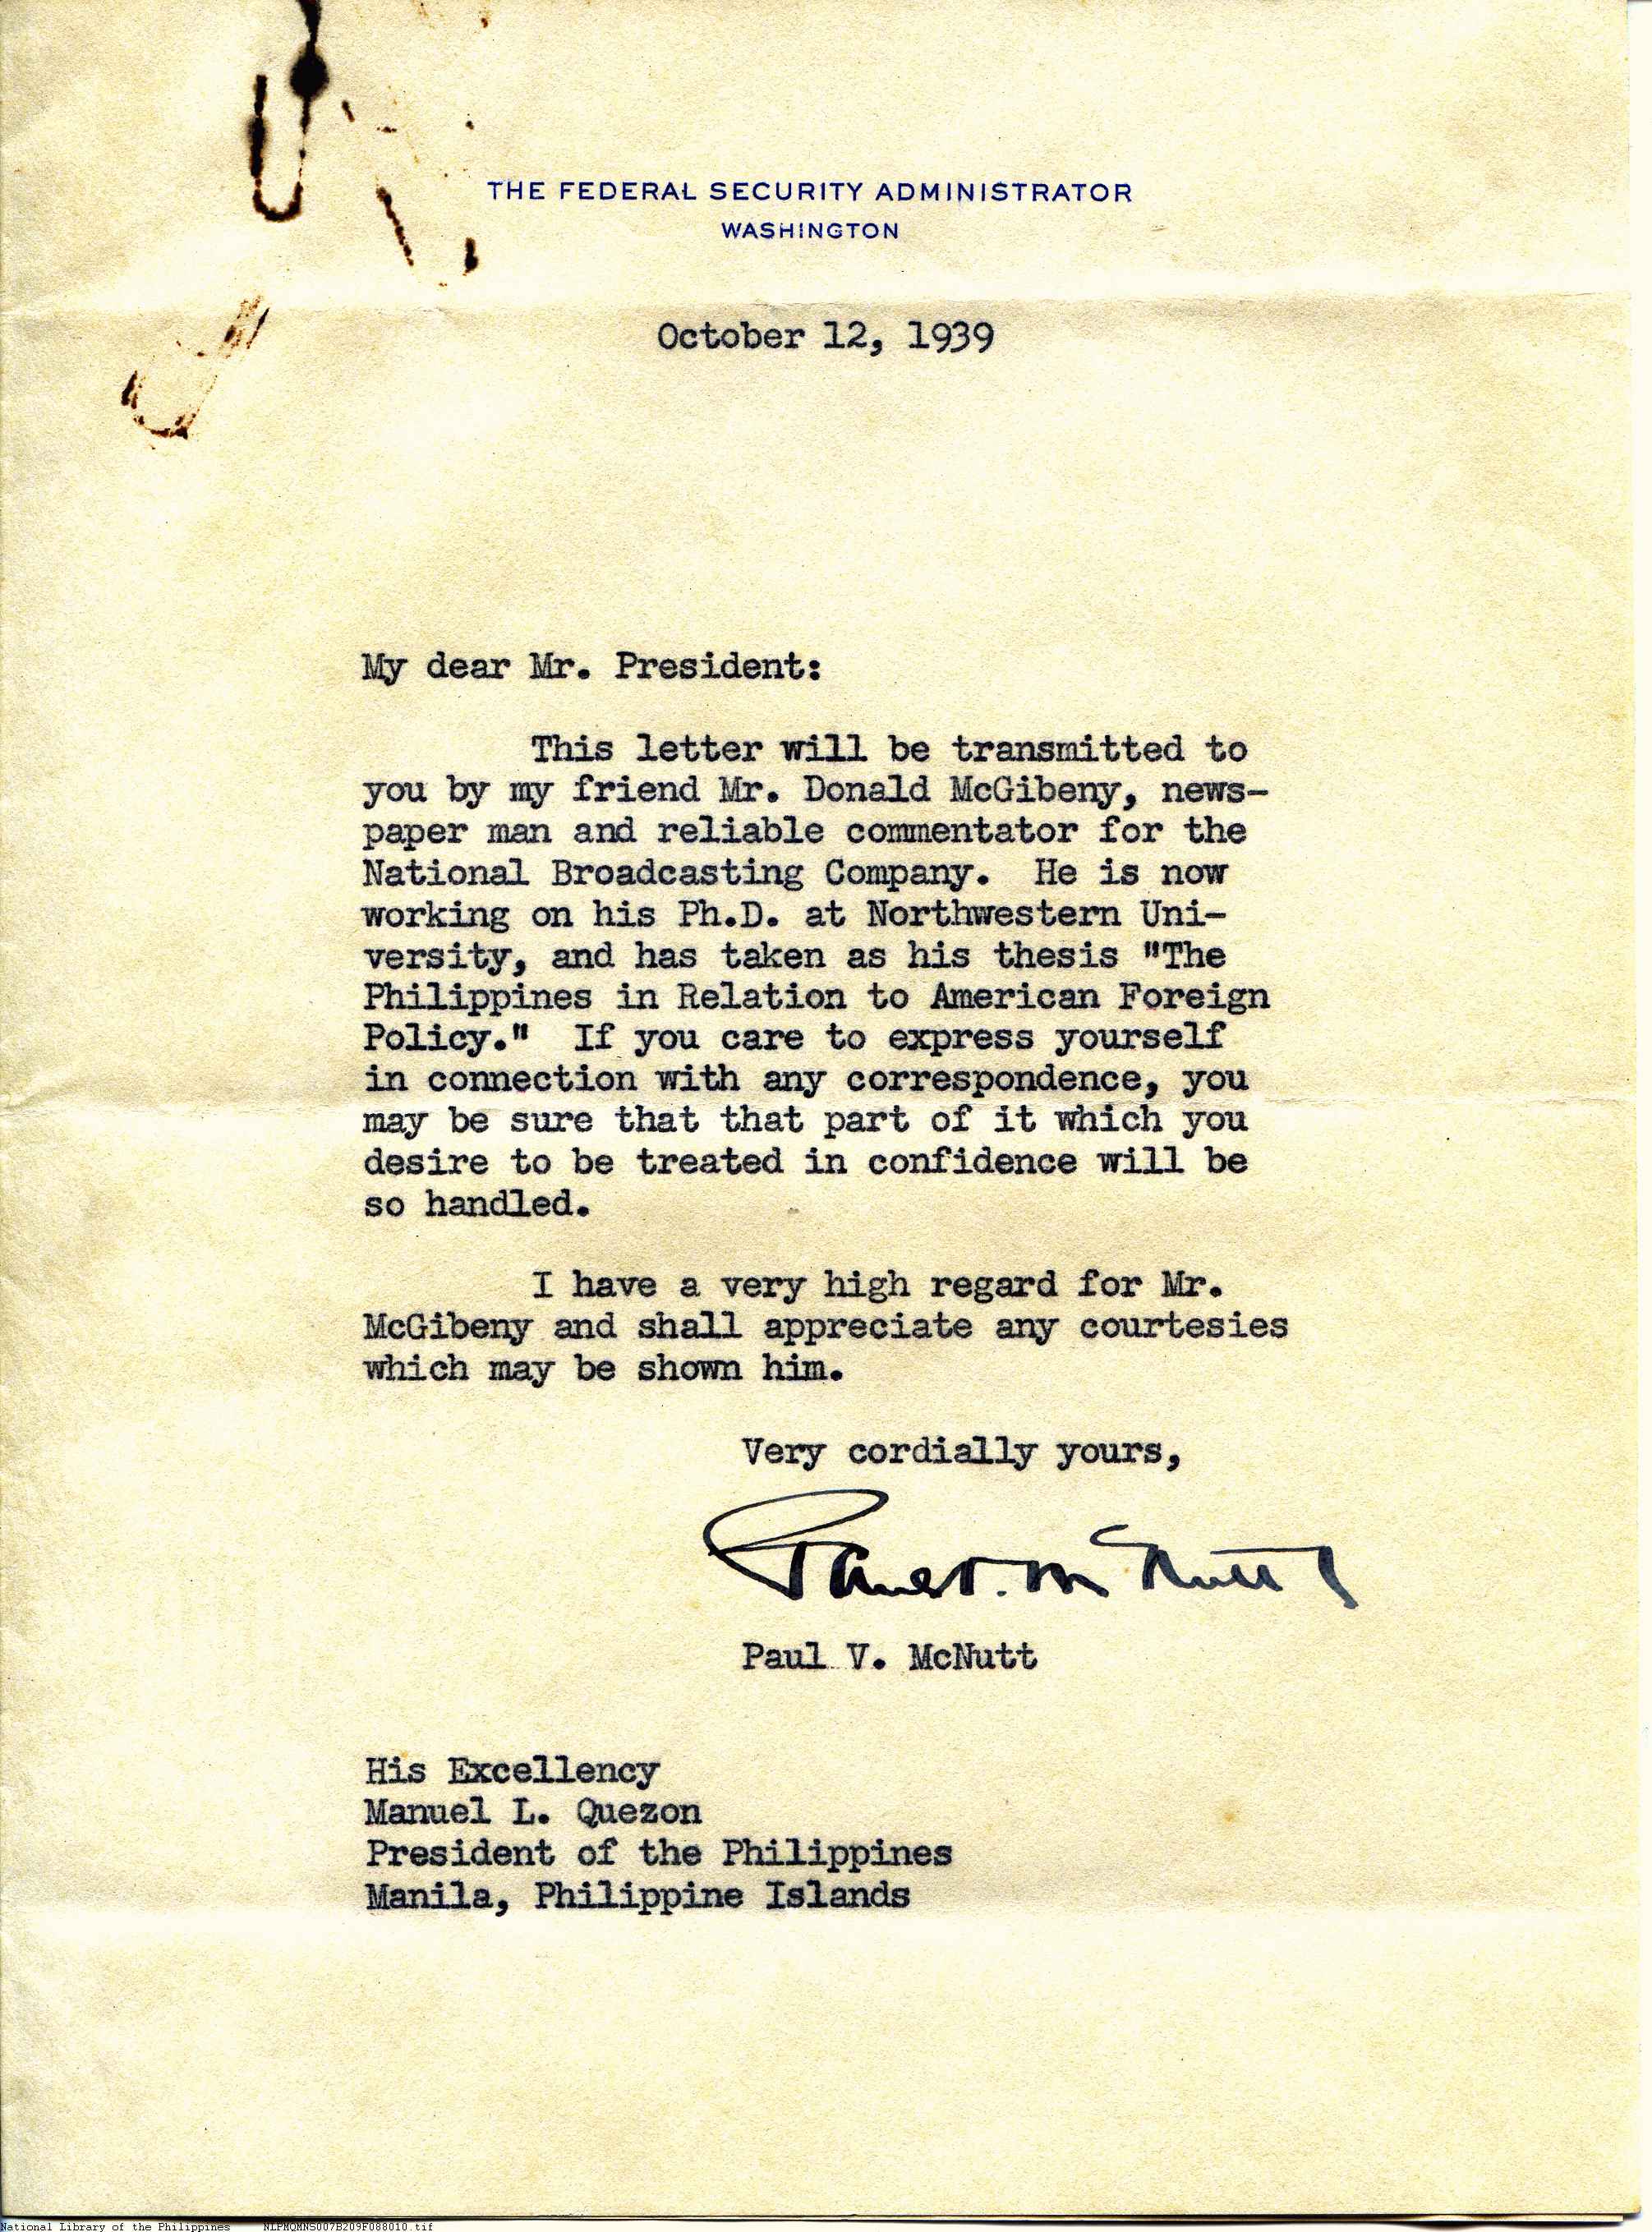 THE FEDERAL SECURITY ADMINISTRATOR
WASHINGTON
October 12, 1939
My dear Mr. President:
This letter will be transmitted to
you by my friend Mr. Donald McGibeny, news-
paper man and reliable commentator for the
National Broadcasting Company. He is now
working on his Ph.D. at Northwestern Uni-
versity, and has taken as his thesis "The
Philippines in Relation to American Foreign
Policy." If you care to express yourself
in connection with any correspondence, you
may be sure that that part of it which you
desire to be treated in confidence will be
so handled.
I have a very high regard for Mr.
McGibeny and shall appreciate any courtesies
which may be shown him.
Very cordially yours,
Paul V. McNutt
Paul V. McNutt
His Excellency
Manuel L. Quezon
President of the Philippines
Manila, Philippine Islands
National Library of the Philippines NLPMQMNS007B209F088010.tif